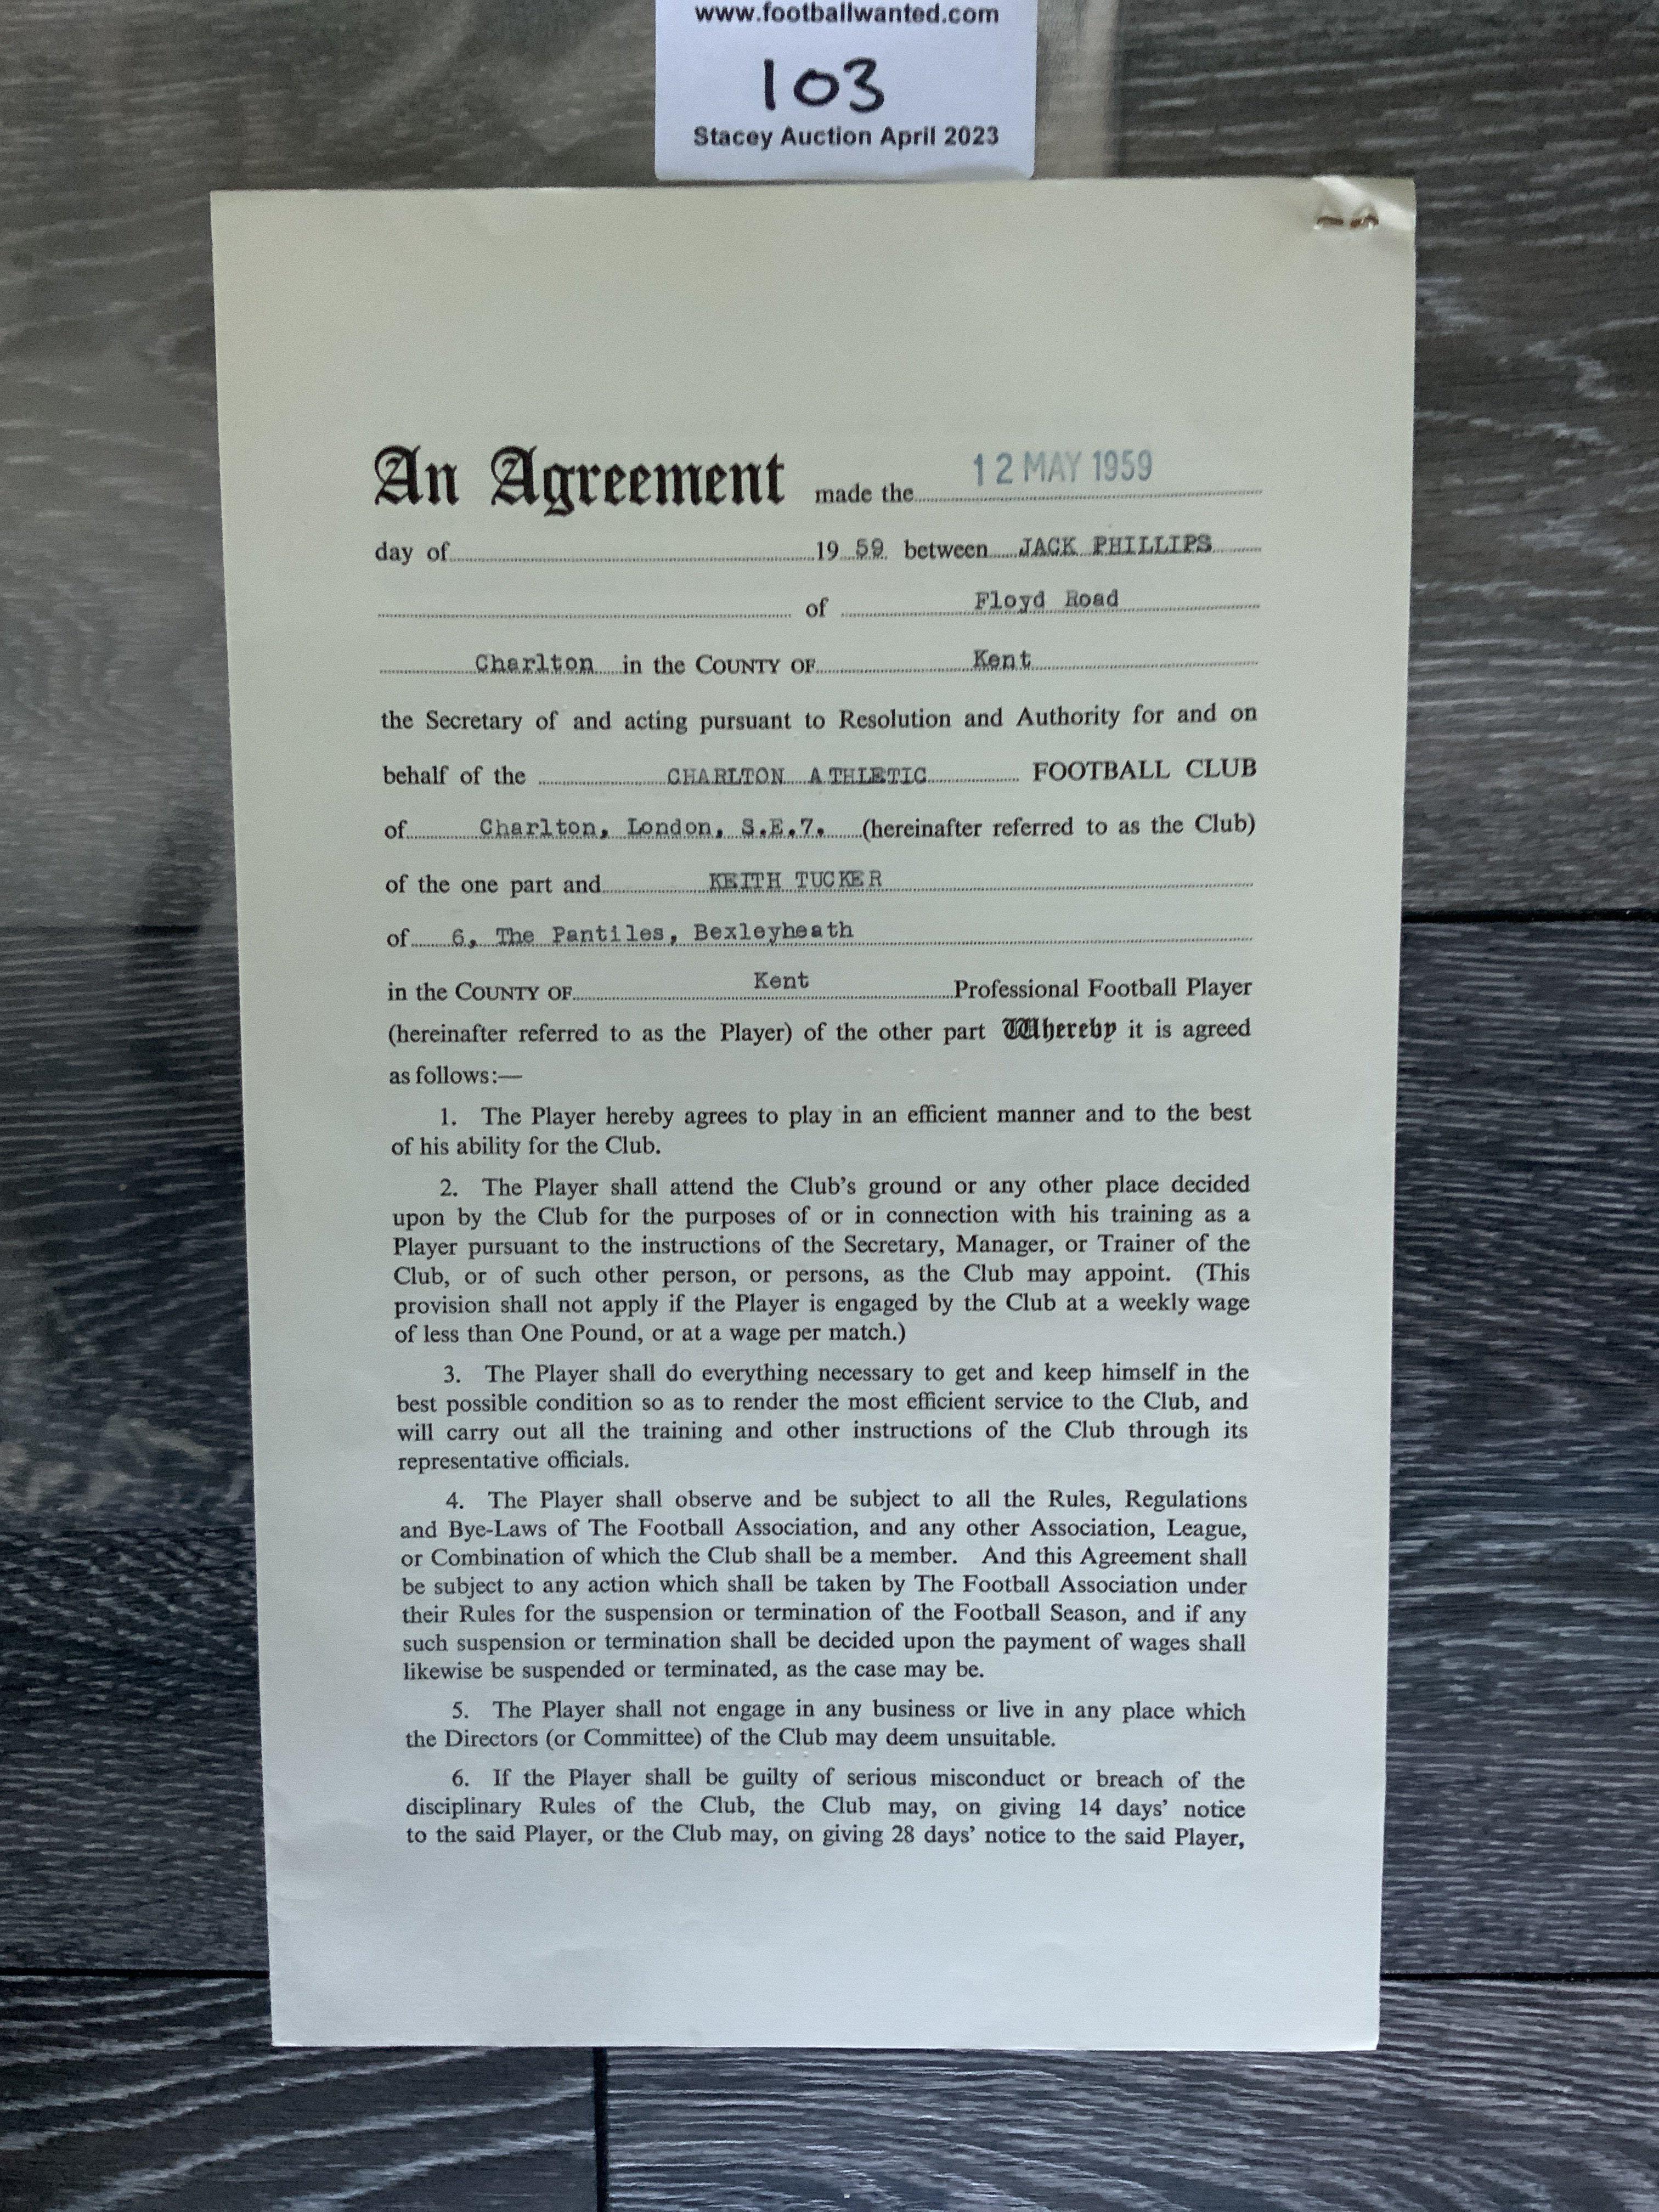 www.footballwanted.com
103
Stacey Auction April 2023
An Agreement made the 12 MAY 1959
day of 19 59 between JACK PHILLIPS
of Floyd Road
Charlton in the COUNTY OF Kent
the Secretary of and acting pursuant to Resolution and Authority for and on
behalf of the CHARLTON ATHLETIC FOOTBALL CLUB
of Charlton, London, S.E.7. (hereinafter referred to as the Club)
of the one part and KEITH TUCKER
of 6, The Pantiles, Bexleyheath
in the COUNTY OF Kent Professional Football Player
(hereinafter referred to as the Player) of the other part Whereby it is agreed
as follows:—
1. The Player hereby agrees to play in an efficient manner and to the best
of his ability for the Club.
2. The Player shall attend the Club's ground or any other place decided
upon by the Club for the purposes of or in connection with his training as a
Player pursuant to the instructions of the Secretary, Manager, or Trainer of the
Club, or of such other person, or persons, as the Club may appoint. (This
provision shall not apply if the Player is engaged by the Club at a weekly wage
of less than One Pound, or at a wage per match.)
3. The Player shall do everything necessary to get and keep himself in the
best possible condition so as to render the most efficient service to the Club, and
will carry out all the training and other instructions of the Club through its
representative officials.
4. The Player shall observe and be subject to all the Rules, Regulations
and Bye-Laws of The Football Association, and any other Association, League,
or Combination of which the Club shall be a member. And this Agreement shall
be subject to any action which shall be taken by The Football Association under
their Rules for the suspension or termination of the Football Season, and if any
such suspension or termination shall be decided upon the payment of wages shall
likewise be suspended or terminated, as the case may be.
5. The Player shall not engage in any business or live in any place which
the Directors (or Committee) of the Club may deem unsuitable.
6. If the Player shall be guilty of serious misconduct or breach of the
disciplinary Rules of the Club, the Club may, on giving 14 days' notice
to the said Player, or the Club may, on giving 28 days' notice to the said Player,